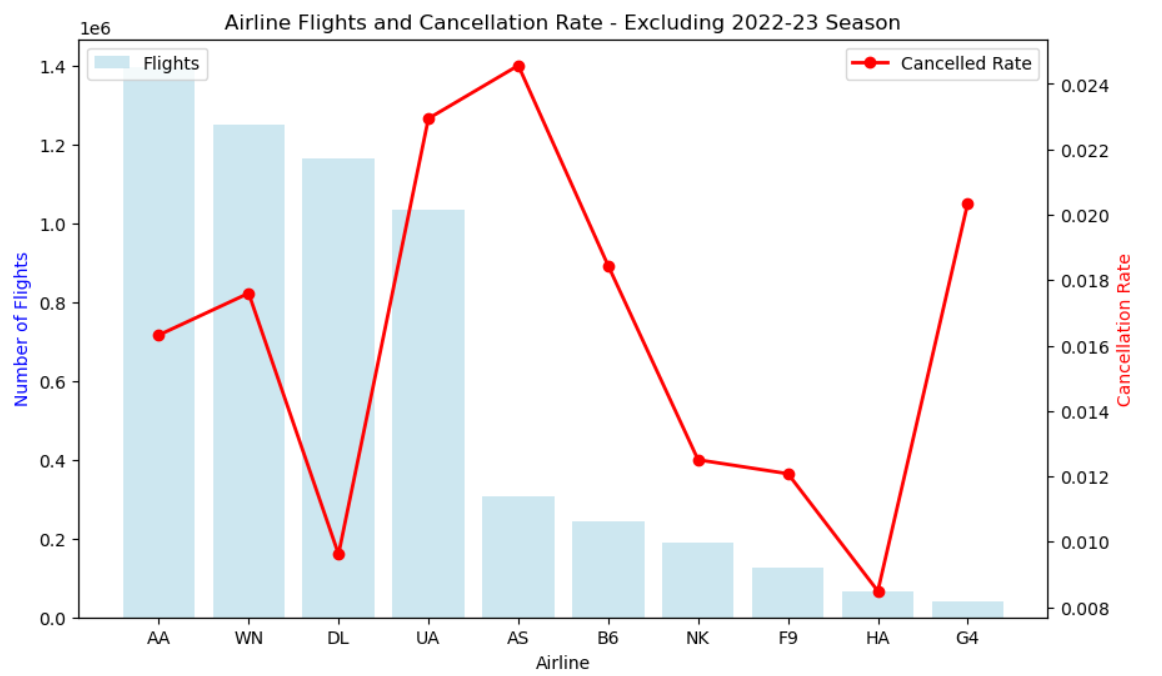 Airline Flights and Cancellation Rate - Excluding 2022-23 Season
1e6
Flights
Cancelled Rate
1.4
1.2
1.0
0.8
0.6
0.4
0.2
0.0
Number of Flights
0.024
0.022
0.020
0.018
0.016
0.014
0.012
0.010
0.008
Cancellation Rate
AA WN DL UA AS B6 NK F9 HA G4
Airline